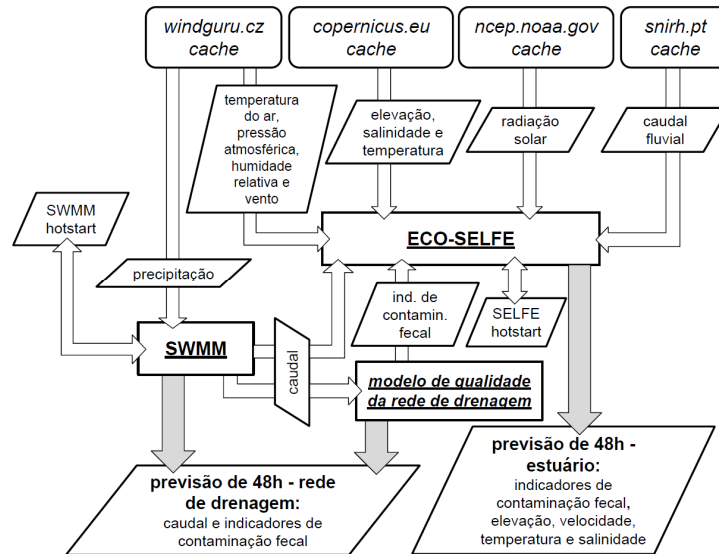 windguru.cz
cache
copernicus.eu
cache
ncep.noaa.gov
cache
snirh.pt
cache
temperatura
do ar,
pressão
atmosférica,
humidade
relativa e
vento
elevação,
salinidade e
temperatura
radiação
solar
caudal
fluvial
SWMM
hotstart
ECO-SELFE
precipitação
ind. de
contamin.
fecal
SELFE
hotstart
SWMM
caudal
modelo de qualidade
da rede de drenagem
previsão de 48h - rede
de drenagem:
caudal e indicadores de
contaminação fecal
previsão de 48h -
estuário:
indicadores de
contaminação fecal,
elevação, velocidade,
temperatura e salinidade